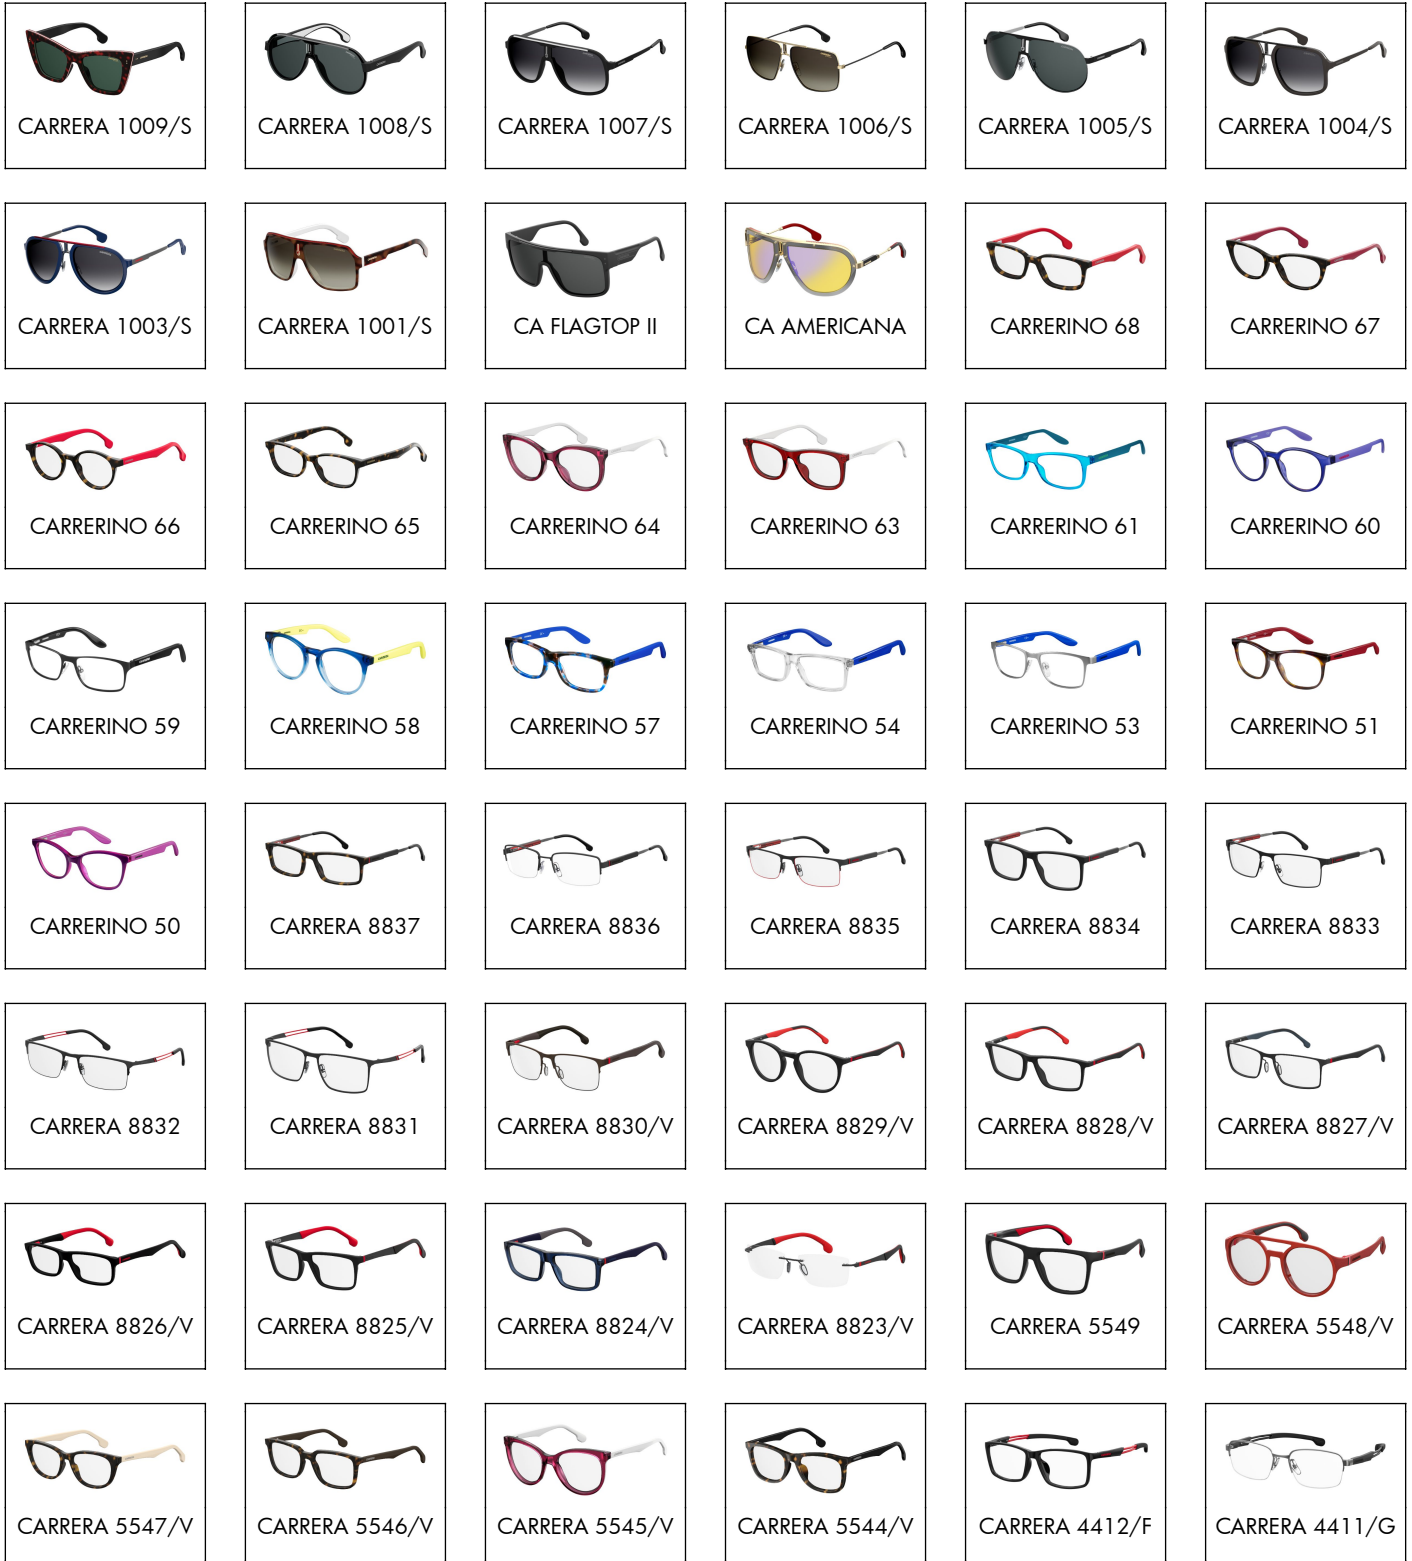 CARRERA 1009/S
CARRERA 1008/S
CARRERA 1007/S
CARRERA 1006/S
CARRERA 1005/S
CARRERA 1004/S
CARRERA 1003/S
CARRERA 1001/S
CA FLAGTOP II
CA AMERICANA
CARRERINO 68
CARRERINO 67
CARRERINO 66
CARRERINO 65
CARRERINO 64
CARRERINO 63
CARRERINO 61
CARRERINO 60
CARRERINO 59
CARRERINO 58
CARRERINO 57
CARRERINO 54
CARRERINO 53
CARRERINO 51
CARRERINO 50
CARRERA 8837
CARRERA 8836
CARRERA 8835
CARRERA 8834
CARRERA 8833
CARRERA 8832
CARRERA 8831
CARRERA 8830/V
CARRERA 8829/V
CARRERA 8828/V
CARRERA 8827/V
CARRERA 8826/V
CARRERA 8825/V
CARRERA 8824/V
CARRERA 8823/V
CARRERA 5549
CARRERA 5548/V
CARRERA 5547/V
CARRERA 5546/V
CARRERA 5545/V
CARRERA 5544/V
CARRERA 4412/F
CARRERA 4411/G